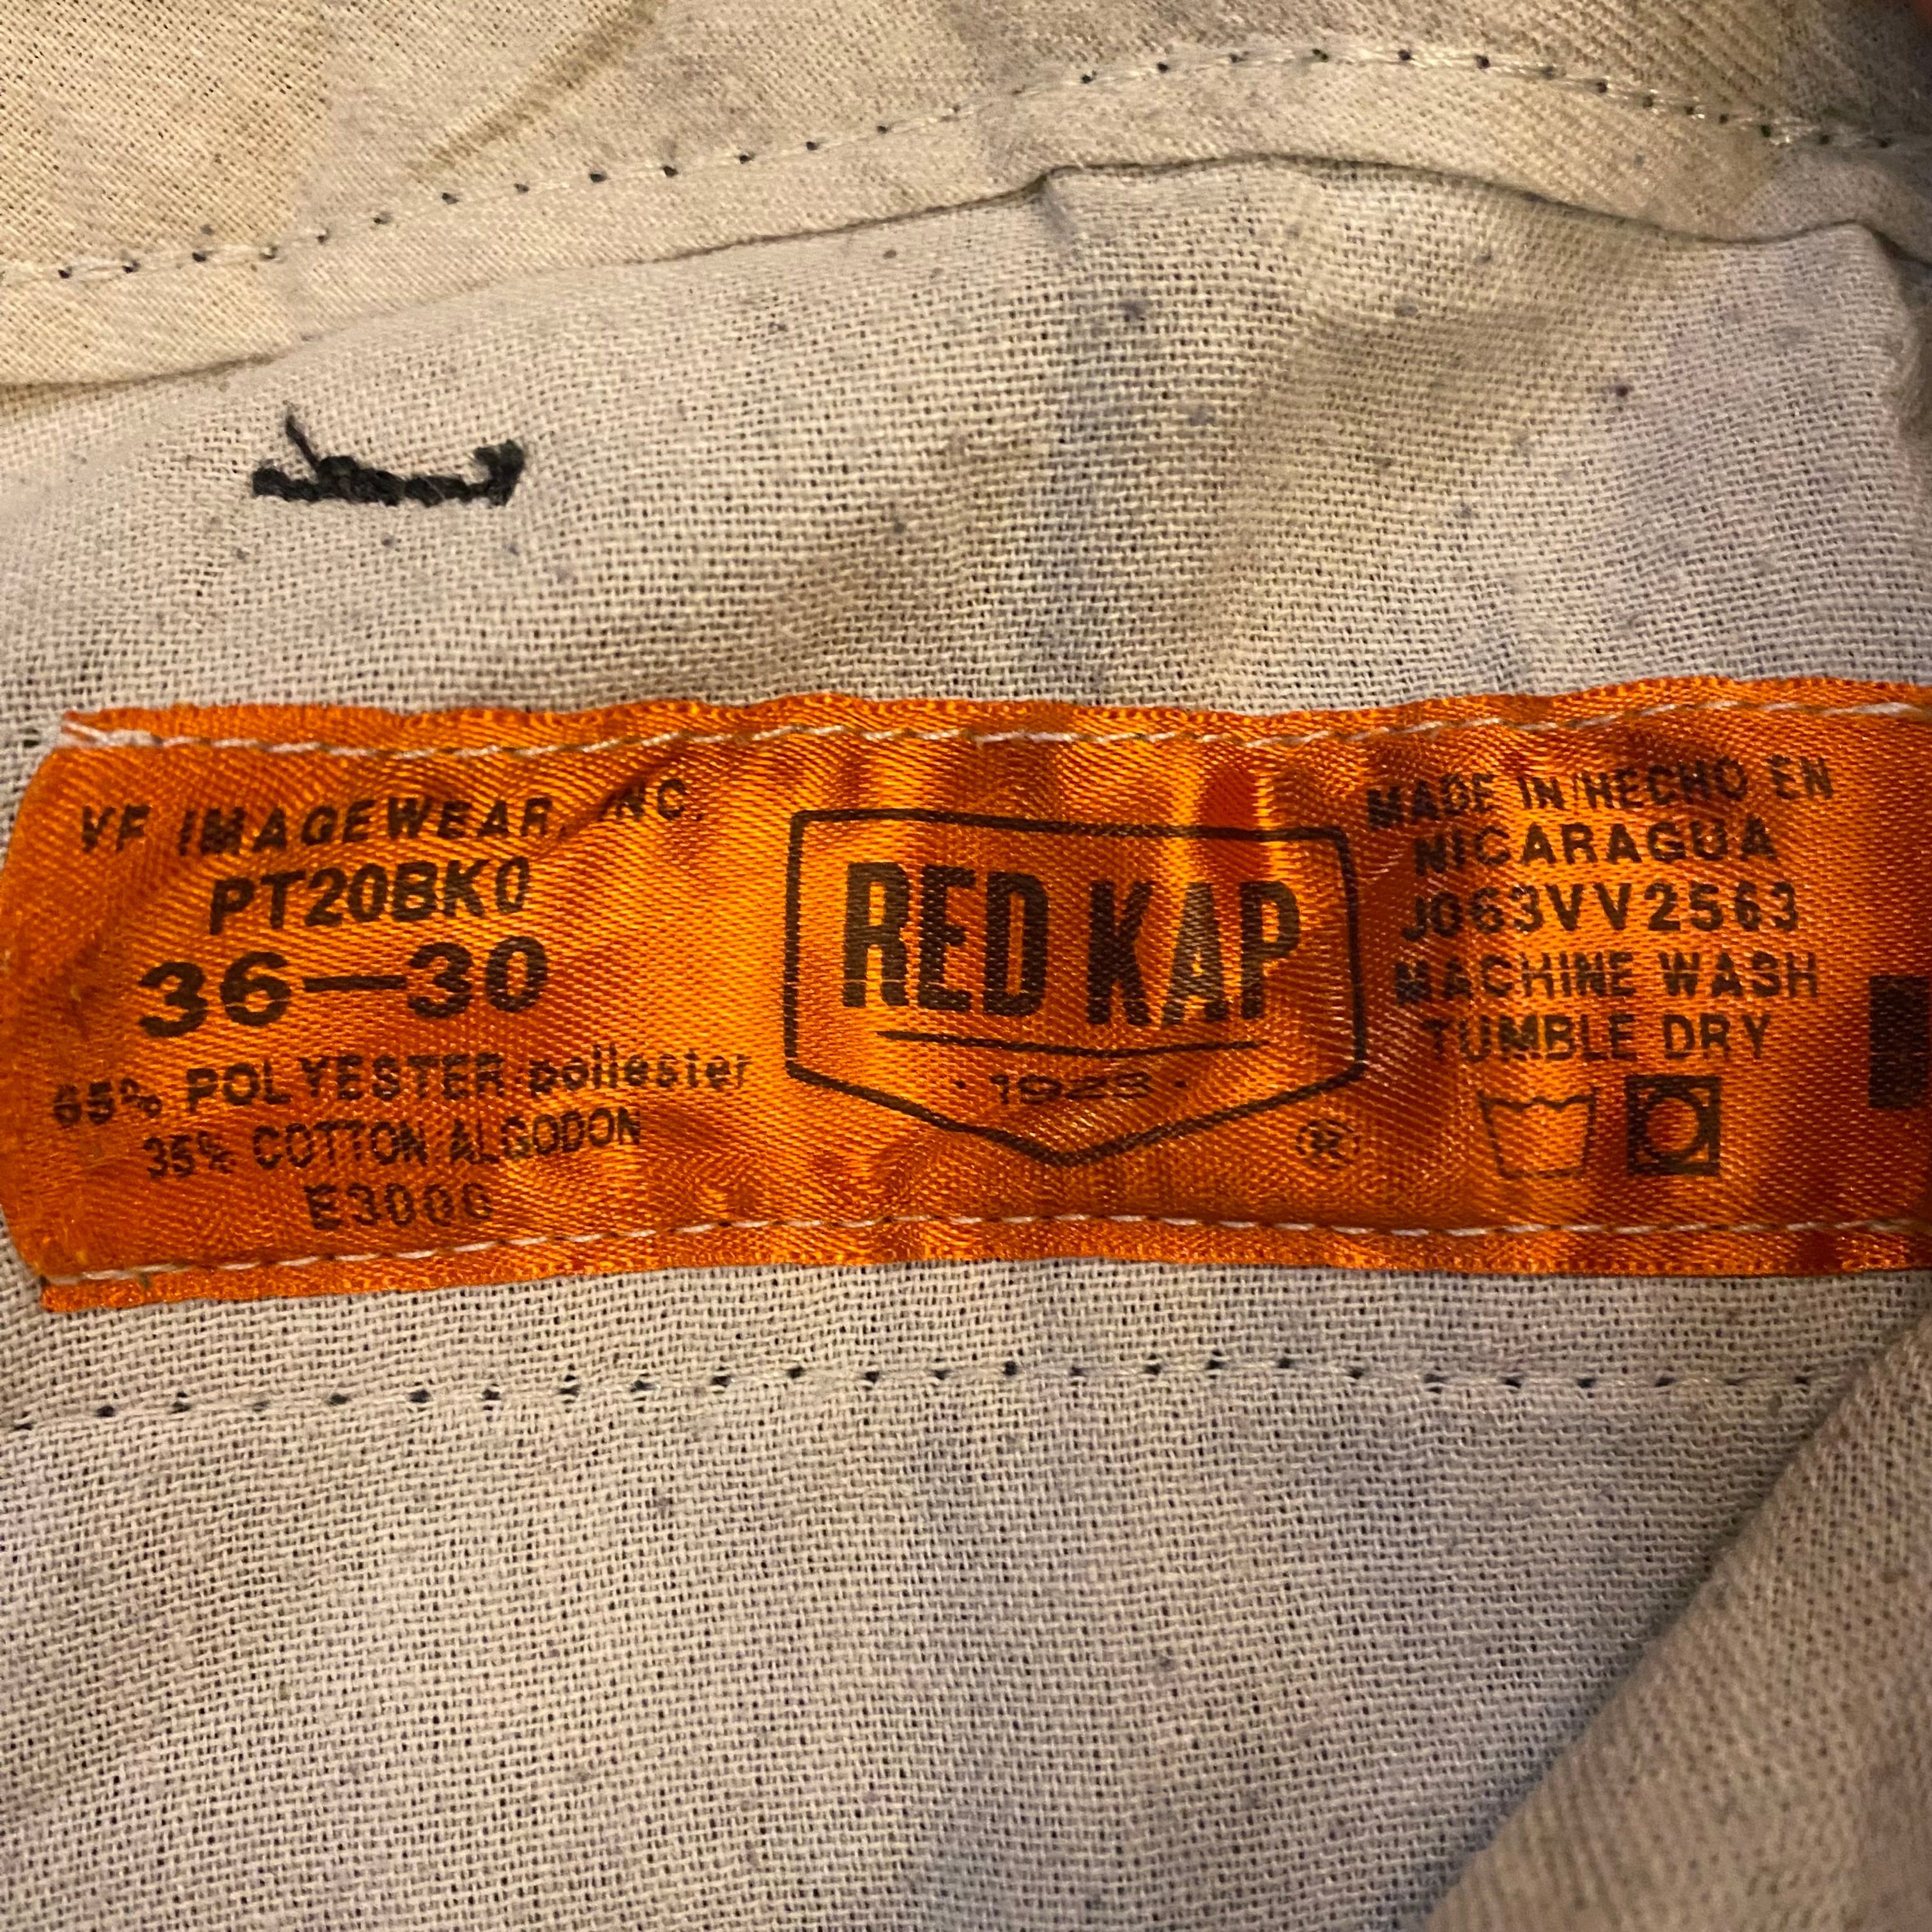 VF IMAGEWEAR, INC.
PT20BK0
36-30
65% POLYESTER poliester
35% COTTON ALGODON
E3000
RED KAP
· 1923 ·
®
MADE IN/HECHO EN
NICARAGUA
J063VV2563
MACHINE WASH
TUMBLE DRY